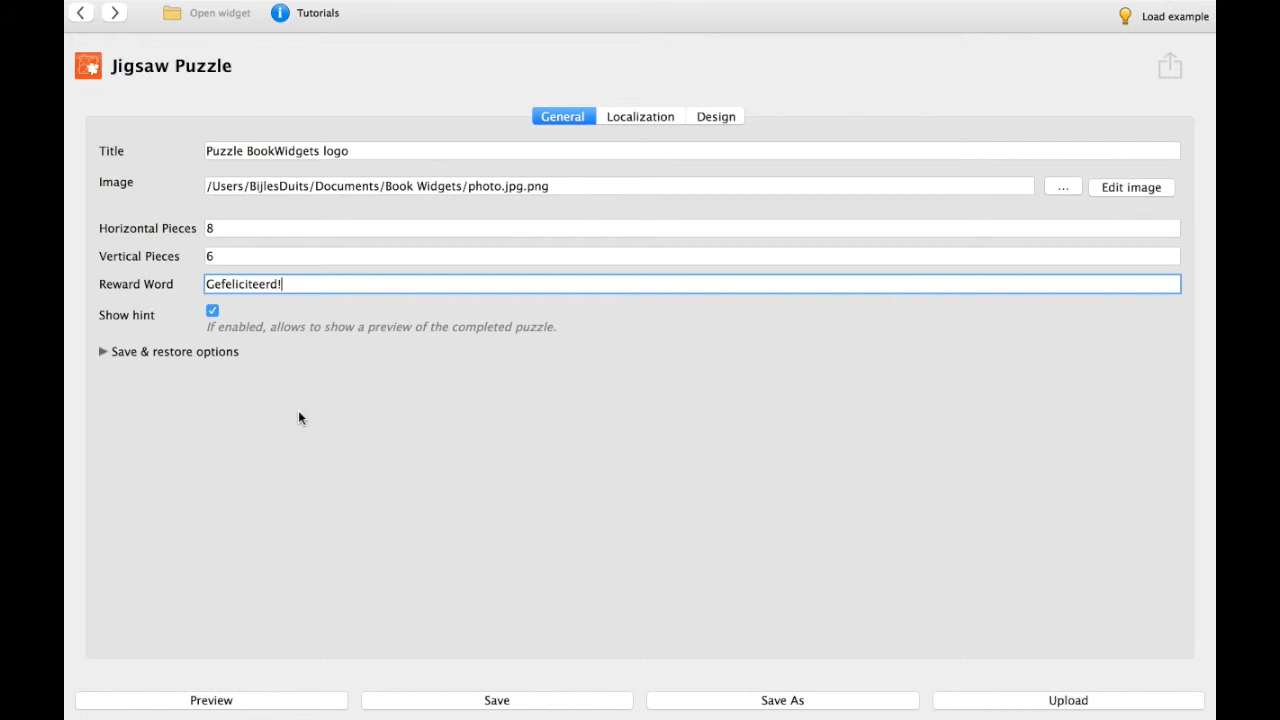 Open widget
Tutorials
Load example
Jigsaw Puzzle
General
Localization
Design
Title
Puzzle BookWidgets logo
Image
/Users/BijlesDuits/Documents/Book Widgets/photo.jpg.png
...
Edit image
Horizontal Pieces
8
Vertical Pieces
6
Reward Word
Gefeliciteerd!
Show hint
If enabled, allows to show a preview of the completed puzzle.
Save & restore options
Preview
Save
Save As
Upload